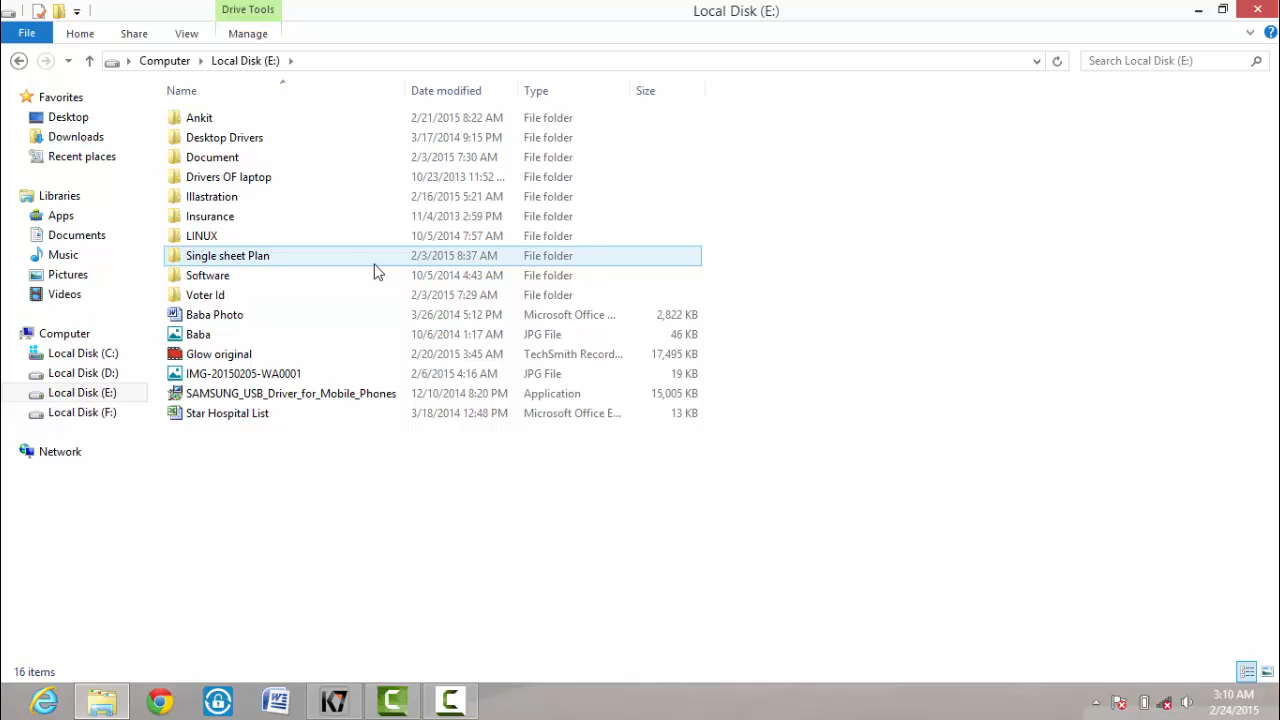 Drive Tools
Local Disk (E:)
File Home Share View Manage
Computer Local Disk (E:)
Search Local Disk (E:)
Name Date modified Type Size
Favorites
Desktop
Downloads
Recent places
Libraries
Apps
Documents
Music
Pictures
Videos
Computer
Local Disk (C:)
Local Disk (D:)
Local Disk (E:)
Local Disk (F:)
Network
Ankit 2/21/2015 8:22 AM File folder
Desktop Drivers 3/17/2014 9:15 PM File folder
Document 2/3/2015 7:30 AM File folder
Drivers OF laptop 10/23/2013 11:52 ... File folder
Illastration 2/16/2015 5:21 AM File folder
Insurance 11/4/2013 2:59 PM File folder
LINUX 10/5/2014 7:57 AM File folder
Single sheet Plan 2/3/2015 8:37 AM File folder
Software 10/5/2014 4:43 AM File folder
Voter Id 2/3/2015 7:29 AM File folder
Baba Photo 3/26/2014 5:12 PM Microsoft Office ... 2,822 KB
Baba 10/6/2014 1:17 AM JPG File 46 KB
Glow original 2/20/2015 3:45 AM TechSmith Record... 17,495 KB
IMG-20150205-WA0001 2/6/2015 4:16 AM JPG File 19 KB
SAMSUNG_USB_Driver_for_Mobile_Phones 12/10/2014 8:20 PM Application 15,005 KB
Star Hospital List 3/18/2014 12:48 PM Microsoft Office E... 13 KB
16 items
K7
3:10 AM
2/24/2015